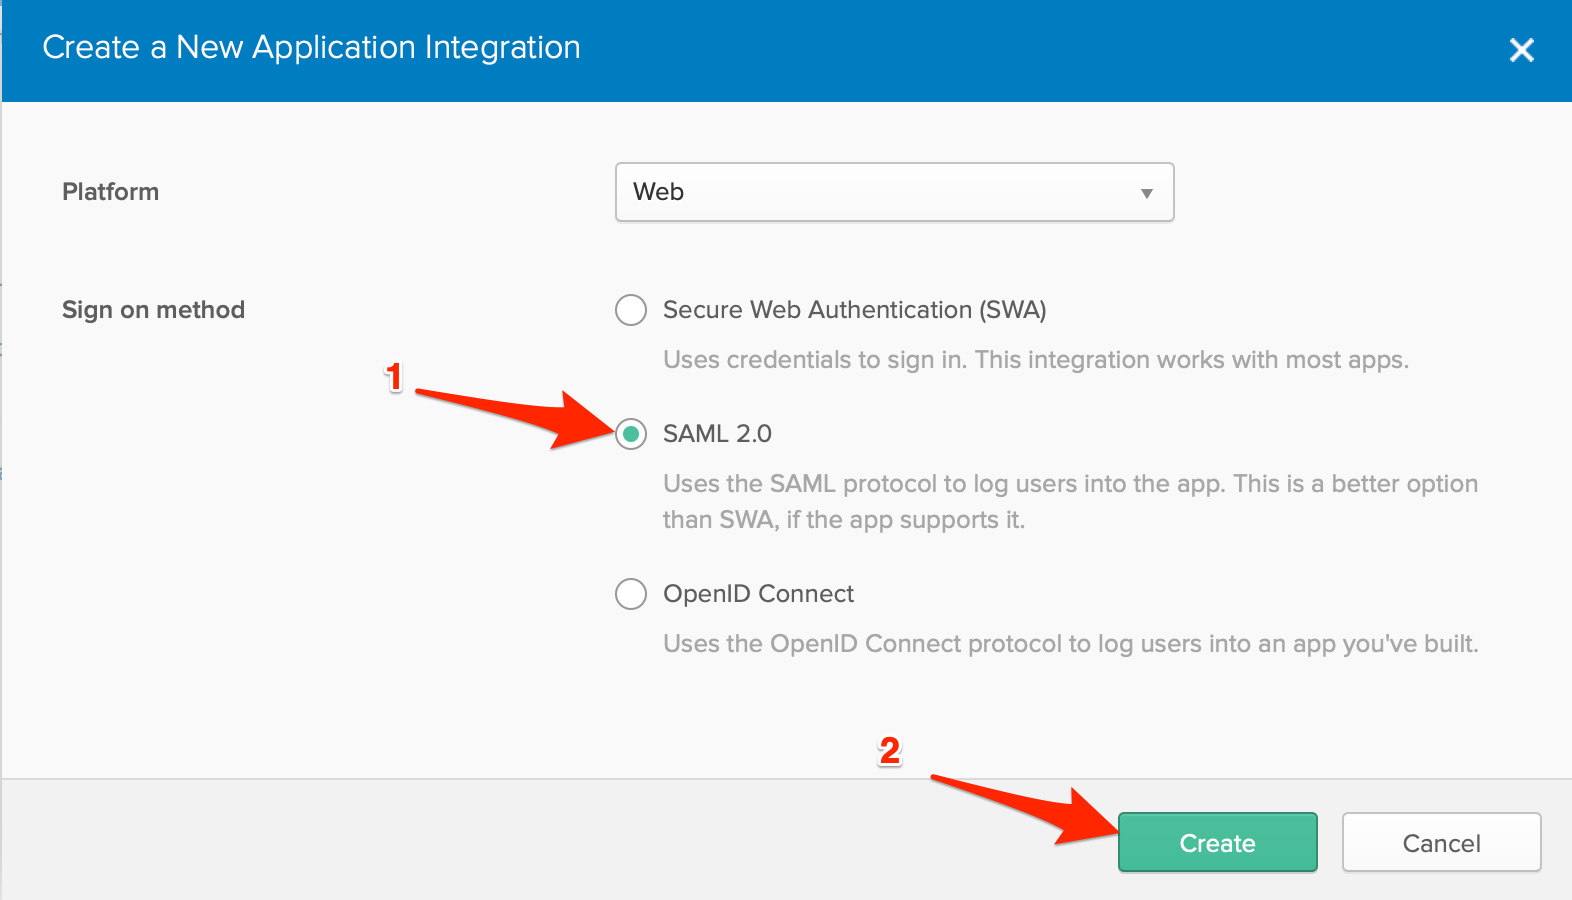 Create a New Application Integration
Platform
Web
Sign on method
Secure Web Authentication (SWA)
Uses credentials to sign in. This integration works with most apps.
1
SAML 2.0
Uses the SAML protocol to log users into the app. This is a better option
than SWA, if the app supports it.
OpenID Connect
Uses the OpenID Connect protocol to log users into an app you've built.
2
Create
Cancel